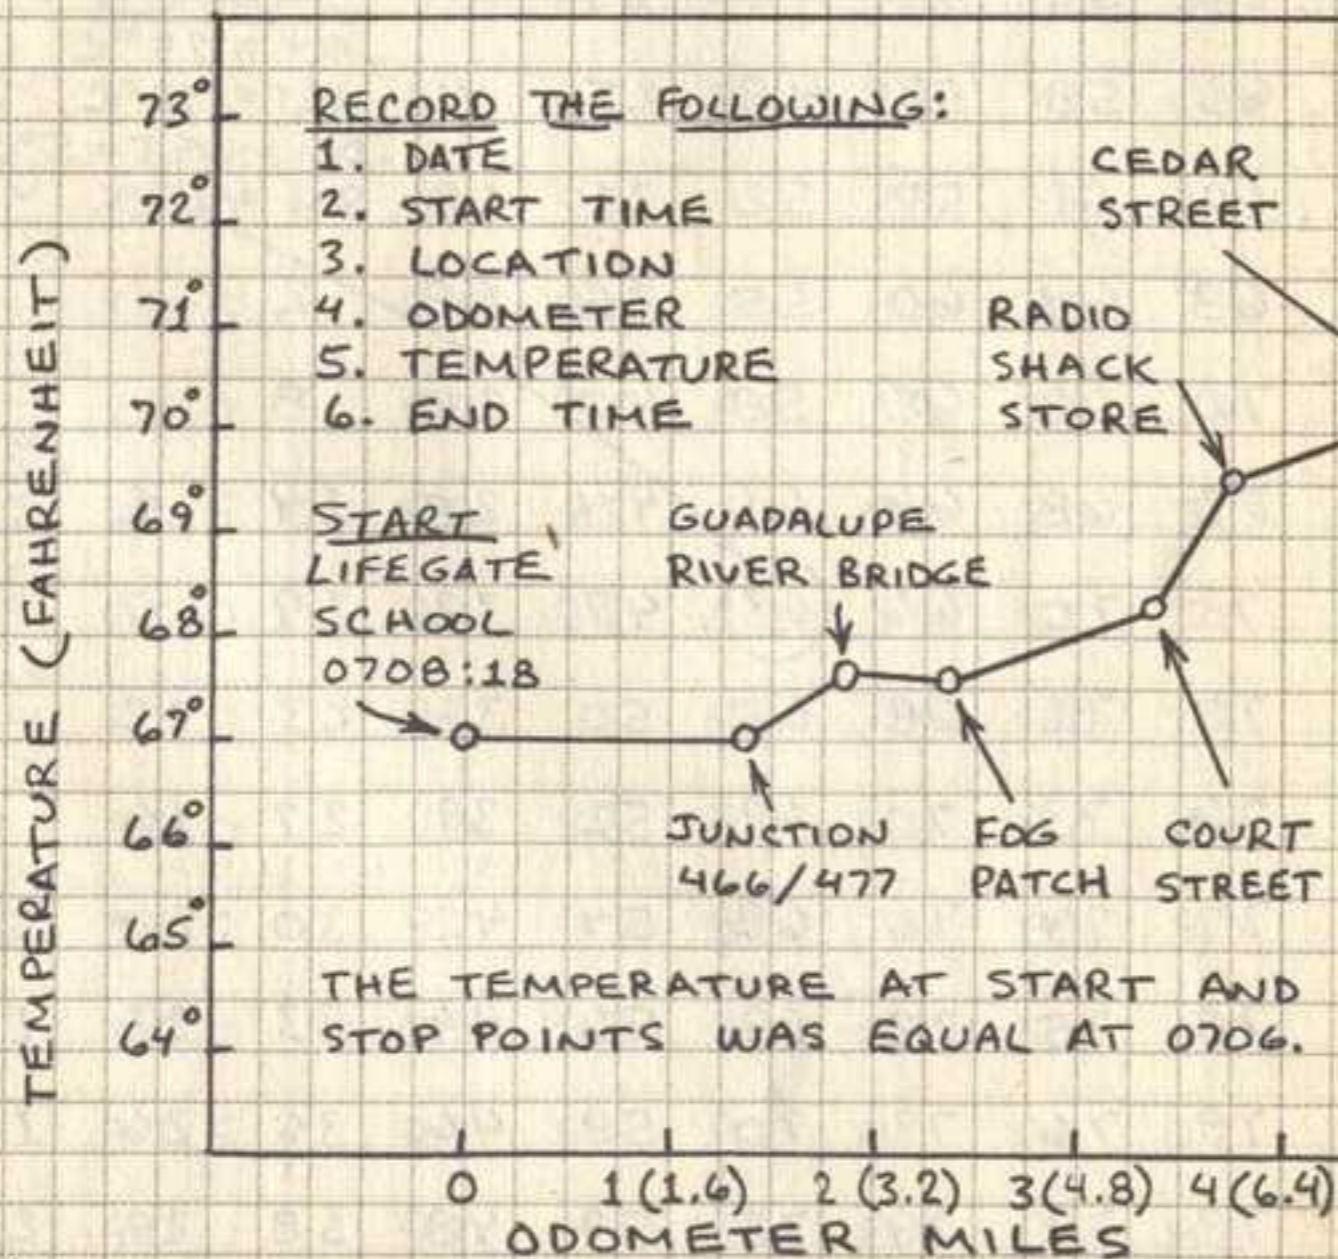 73°
72°
71°
70°
69°
68°
67°
66°
65°
64°
TEMPERATURE (FAHRENHEIT)
RECORD THE FOLLOWING:
1. DATE
2. START TIME
3. LOCATION
4. ODOMETER
5. TEMPERATURE
6. END TIME
CEDAR
STREET
RADIO
SHACK
STORE
START
LIFEGATE
SCHOOL
0708:18
GUADALUPE
RIVER BRIDGE
JUNCTION
466/477
FOG
PATCH
COURT
STREET
THE TEMPERATURE AT START AND
STOP POINTS WAS EQUAL AT 0706.
0 1(1.6) 2 (3.2) 3(4.8) 4(6.4)
ODOMETER MILES